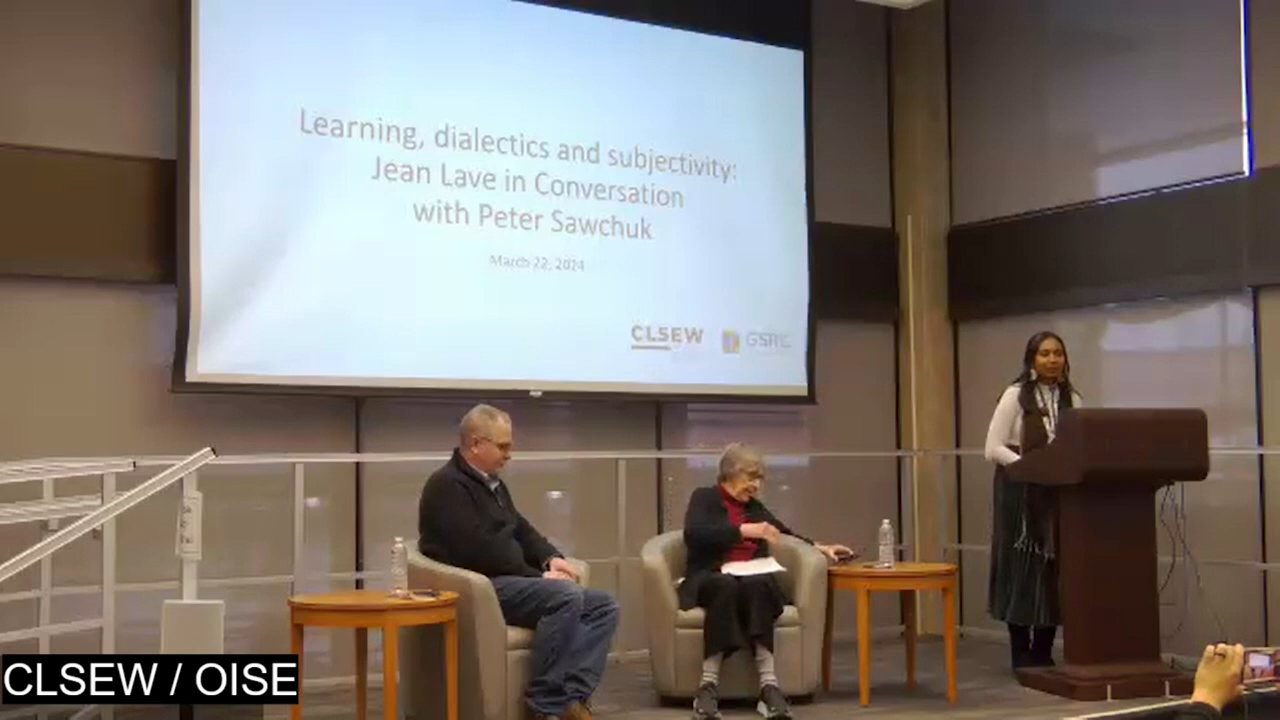 Learning, dialectics and subjectivity:
Jean Lave in Conversation
with Peter Sawchuk
March 22, 2024
CLSEW
GSRC
CLSEW / OISE